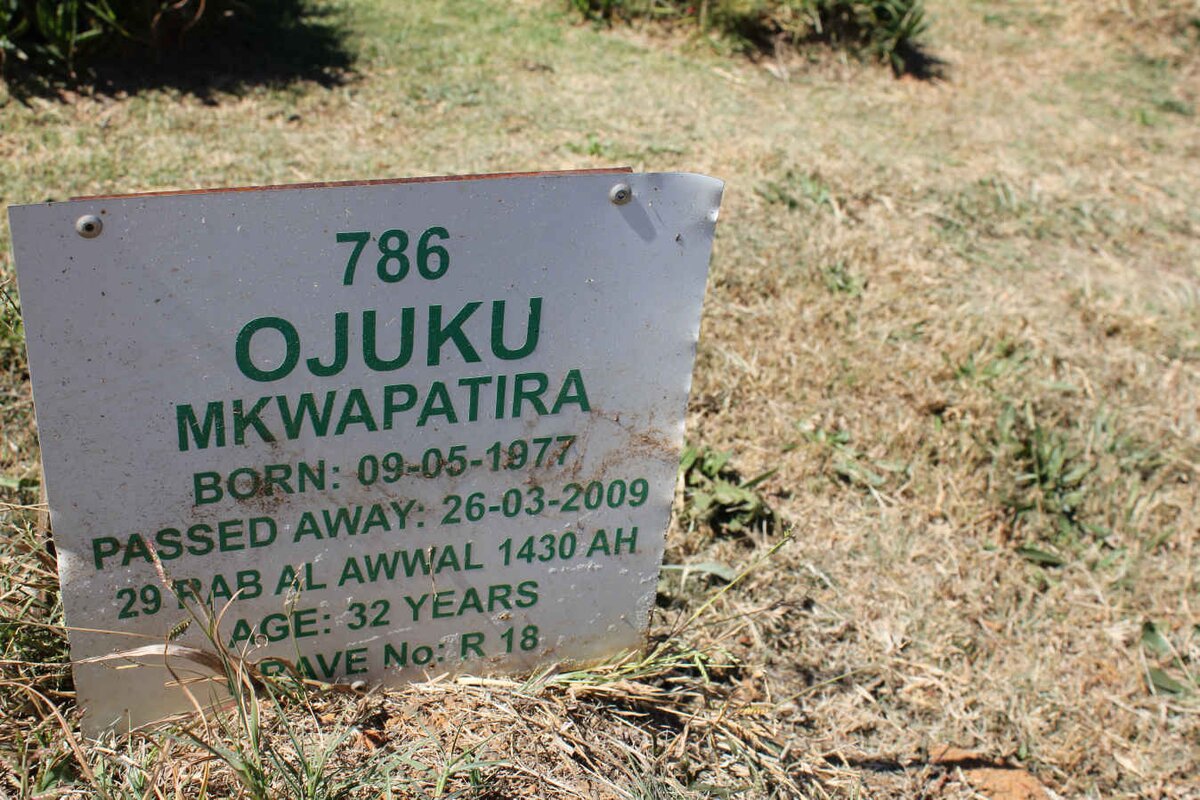 786
OJUKU
MKWAPATIRA
BORN: 09-05-1977
PASSED AWAY: 26-03-2009
29 RAB AL AWWAL 1430 AH
AGE: 32 YEARS
GRAVE No: R 18